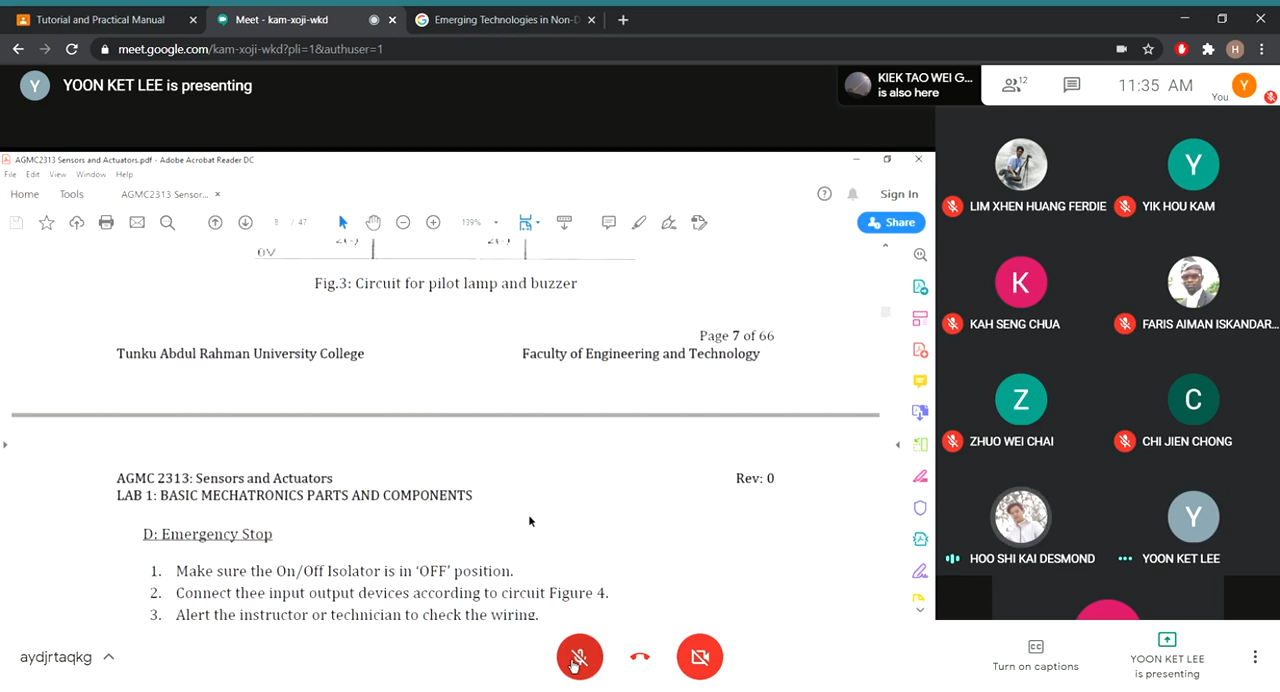 Tutorial and Practical Manual
Meet - kam-xoji-wkd
Emerging Technologies in Non-D
meet.google.com/kam-xoji-wkd?pli=1&authuser=1
H
Y
YOON KET LEE is presenting
KIEK TAO WEI G...
is also here
12
11:35 AM
You
Y
AGMC2313 Sensors and Actuators.pdf - Adobe Acrobat Reader DC
File Edit View Window Help
Home Tools AGMC2313 Sensor... ×
Sign In
8 / 47
139%
Share
2(-) 2(-)
0V
Fig.3: Circuit for pilot lamp and buzzer
Page 7 of 66
Tunku Abdul Rahman University College Faculty of Engineering and Technology
AGMC 2313: Sensors and Actuators Rev: 0
LAB 1: BASIC MECHATRONICS PARTS AND COMPONENTS
D: Emergency Stop
1. Make sure the On/Off Isolator is in ‘OFF’ position.
2. Connect thee input output devices according to circuit Figure 4.
3. Alert the instructor or technician to check the wiring.
Y
LIM XHEN HUANG FERDIE
YIK HOU KAM
K
KAH SENG CHUA
FARIS AIMAN ISKANDAR...
Z
C
ZHUO WEI CHAI
CHI JIEN CHONG
Y
HOO SHI KAI DESMOND
YOON KET LEE
aydjrtaqkg
CC
Turn on captions
YOON KET LEE
is presenting